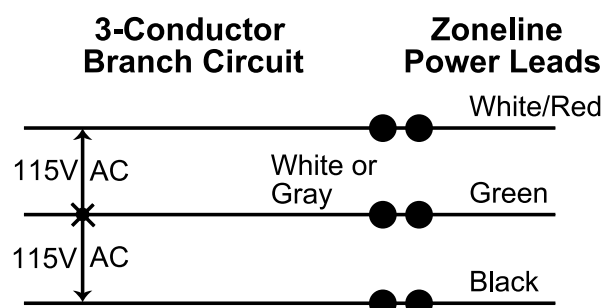 3-Conductor
Branch Circuit
Zoneline
Power Leads
White/Red
115V AC
White or
Gray
Green
115V AC
Black